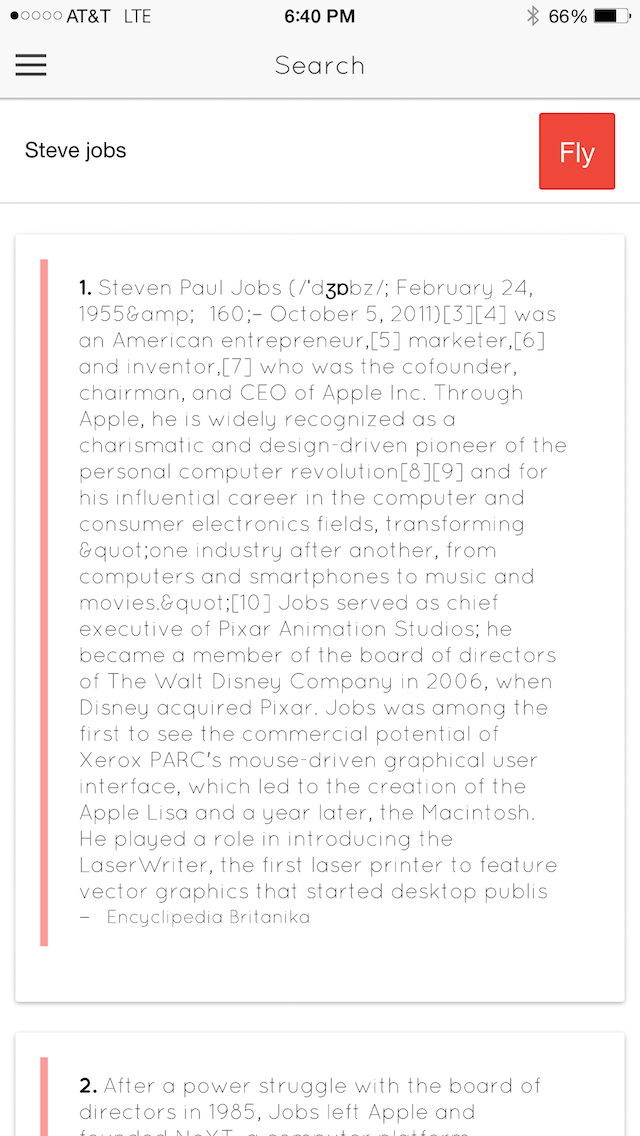 AT&T LTE 6:40 PM 66%
Search
Steve jobs
Fly
1. Steven Paul Jobs (/ˈdʒɒbz/; February 24,
1955&amp; 160;– October 5, 2011)[3][4] was
an American entrepreneur,[5] marketer,[6]
and inventor,[7] who was the cofounder,
chairman, and CEO of Apple Inc. Through
Apple, he is widely recognized as a
charismatic and design-driven pioneer of the
personal computer revolution[8][9] and for
his influential career in the computer and
consumer electronics fields, transforming
&quot;one industry after another, from
computers and smartphones to music and
movies.&quot;[10] Jobs served as chief
executive of Pixar Animation Studios; he
became a member of the board of directors
of The Walt Disney Company in 2006, when
Disney acquired Pixar. Jobs was among the
first to see the commercial potential of
Xerox PARC's mouse-driven graphical user
interface, which led to the creation of the
Apple Lisa and a year later, the Macintosh.
He played a role in introducing the
LaserWriter, the first laser printer to feature
vector graphics that started desktop publis
– Encyclipedia Britanika
2. After a power struggle with the board of
directors in 1985, Jobs left Apple and
founded NeXT, a computer platform